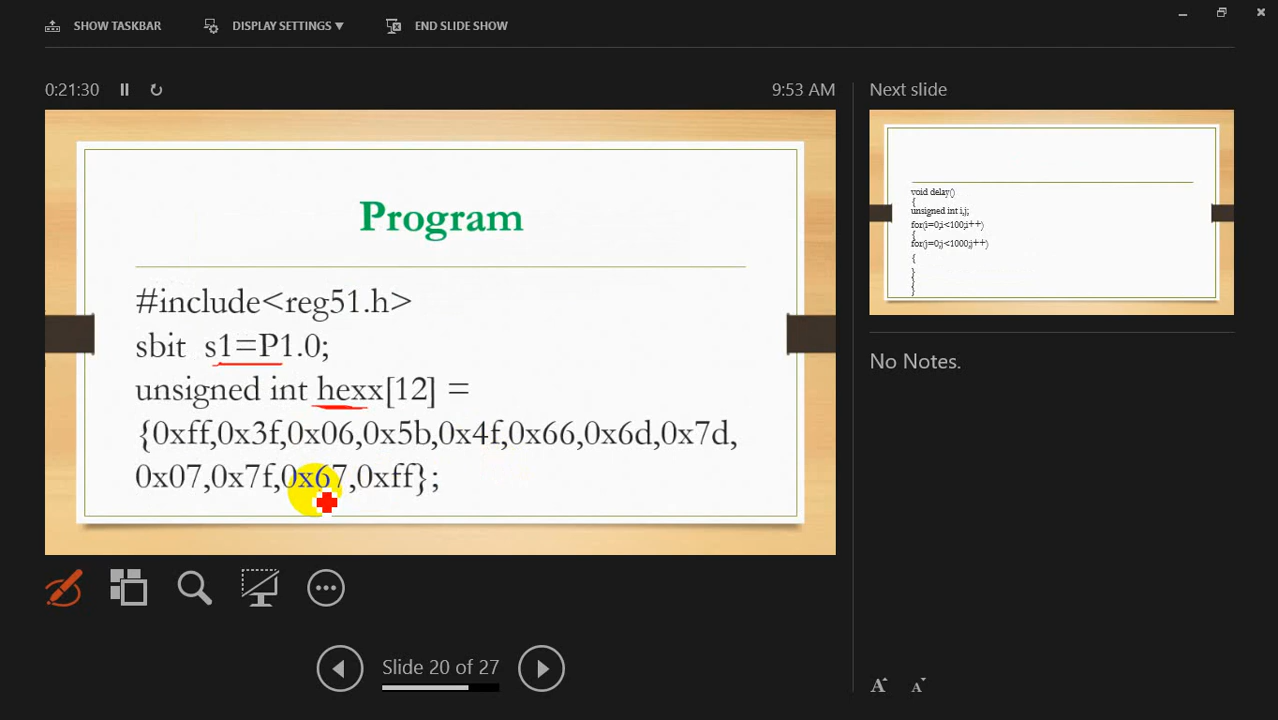 SHOW TASKBAR
DISPLAY SETTINGS ▼
END SLIDE SHOW
0:21:30
9:53 AM
Program
#include<reg51.h>
sbit s1=P1.0;
unsigned int hexx[12] =
{0xff,0x3f,0x06,0x5b,0x4f,0x66,0x6d,0x7d,
0x07,0x7f,0x67,0xff};
Slide 20 of 27
Next slide
void delay()
{
unsigned int i,j;
for(i=0;i<100;i++)
{
for(j=0;j<1000;j++)
{
}
}
}
No Notes.
A A